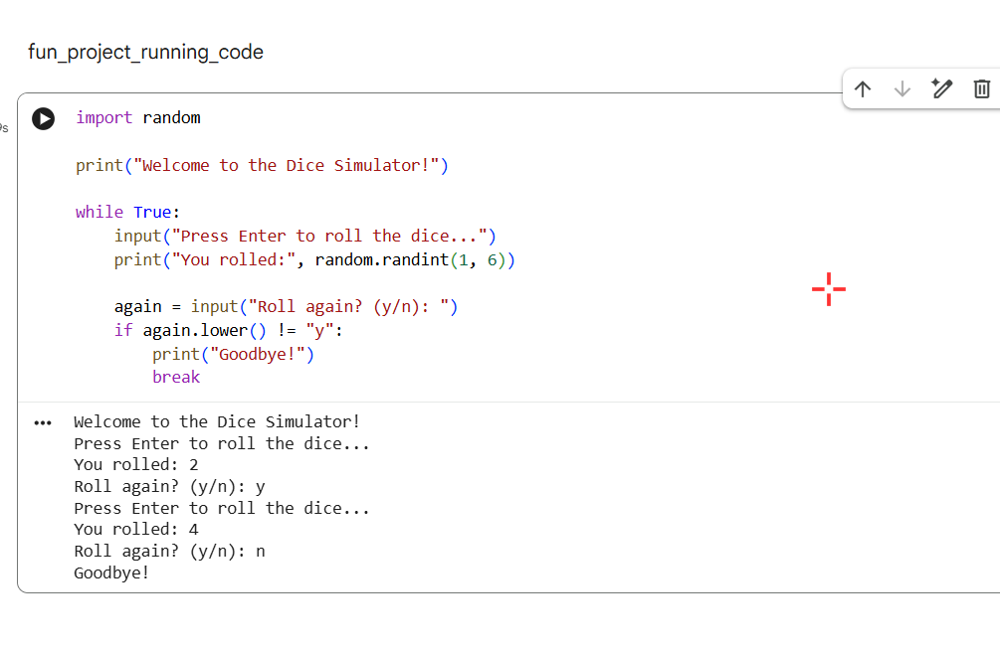 fun_project_running_code
import random
print("Welcome to the Dice Simulator!")
while True:
    input("Press Enter to roll the dice...")
    print("You rolled:", random.randint(1, 6))
    again = input("Roll again? (y/n): ")
    if again.lower() != "y":
        print("Goodbye!")
        break
Welcome to the Dice Simulator!
Press Enter to roll the dice...
You rolled: 2
Roll again? (y/n): y
Press Enter to roll the dice...
You rolled: 4
Roll again? (y/n): n
Goodbye!